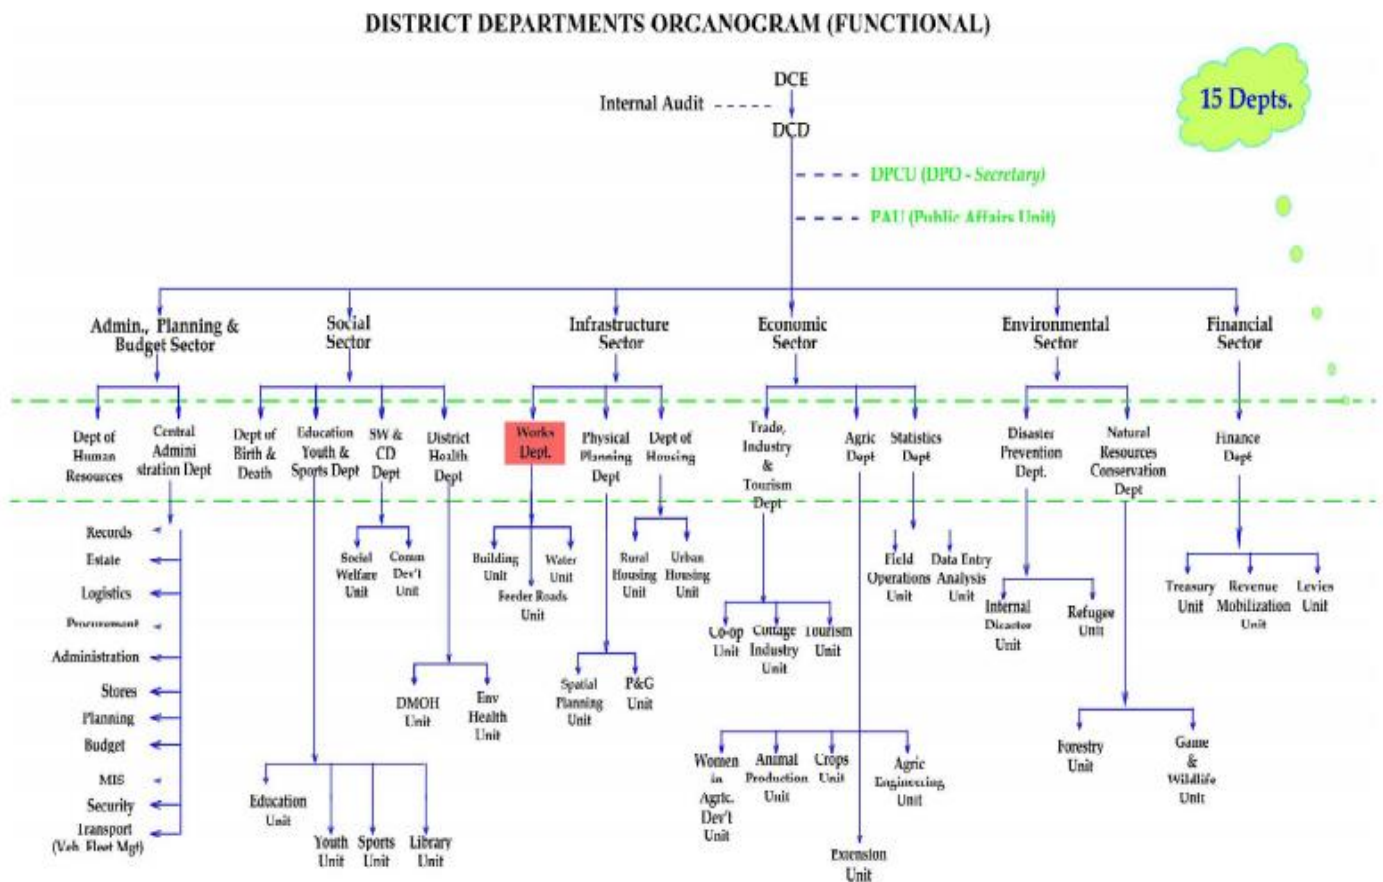 DISTRICT DEPARTMENTS ORGANOGRAM (FUNCTIONAL)
DCE
15 Depts.
Internal Audit
DCD
DPCU (DPO - Secretary)
PAU (Public Affairs Unit)
Admin., Planning &
Budget Sector
Social
Sector
Infrastructure
Sector
Economic
Sector
Environmental
Sector
Financial
Sector
Dept of
Human
Resources
Central
Admini
stration Dept
Dept of
Birth &
Death
Education
Youth &
Sports Dept
SW &
CD
Dept
District
Health
Dept
Works
Dept.
Physical
Planning
Dept
Dept of
Housing
Trade,
Industry
&
Tourism
Dept
Agric
Dept
Statistics
Dept
Disaster
Prevention
Dept.
Natural
Resources
Conservation
Dept
Finance
Dept
Records
Estate
Logistics
Procurement
Administration
Stores
Planning
Budget
MIS
Security
Transport
(Veh. Fleet Mgt)
Education
Unit
Youth
Unit
Sports
Unit
Library
Unit
Social
Welfare
Unit
Comm
Dev't
Unit
DMOH
Unit
Env
Health
Unit
Building
Unit
Feeder Roads
Unit
Water
Unit
Spatial
Planning
Unit
P&G
Unit
Rural
Housing
Unit
Urban
Housing
Unit
Co-op
Unit
Cottage
Industry
Unit
Tourism
Unit
Women
in
Agric.
Dev't
Unit
Animal
Production
Unit
Crops
Unit
Agric
Engineering
Unit
Extension
Unit
Field
Operations
Unit
Data Entry
Analysis
Unit
Internal
Disaster
Unit
Refugee
Unit
Forestry
Unit
Game
&
Wildlife
Unit
Treasury
Unit
Revenue
Mobilization
Unit
Levies
Unit